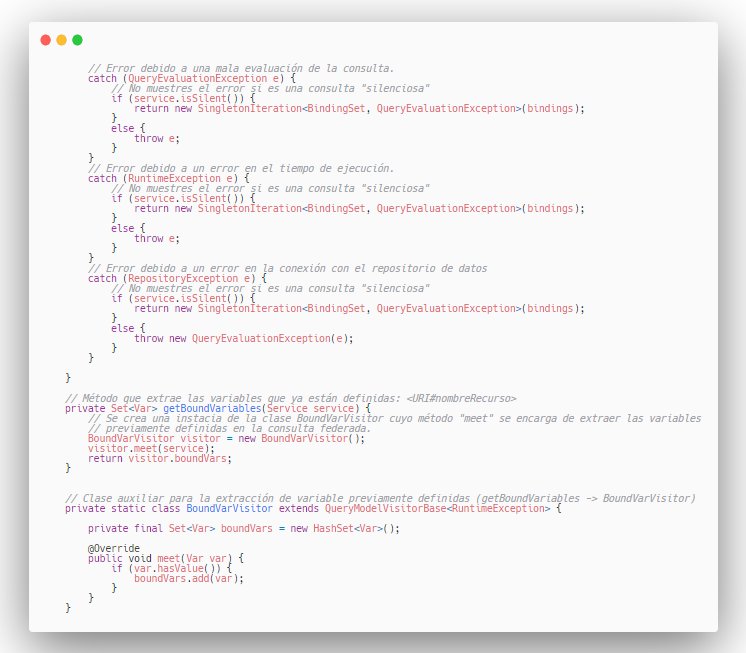 // Error debido a una mala evaluación de la consulta.
catch (QueryEvaluationException e) {
// No muestres el error si es una consulta "silenciosa"
if (service.isSilent()) {
return new SingletonIteration<BindingSet, QueryEvaluationException>(bindings);
}
else {
throw e;
}
}
// Error debido a un error en el tiempo de ejecución.
catch (RuntimeException e) {
// No muestres el error si es una consulta "silenciosa"
if (service.isSilent()) {
return new SingletonIteration<BindingSet, QueryEvaluationException>(bindings);
}
else {
throw e;
}
}
// Error debido a un error en la conexión con el repositorio de datos
catch (RepositoryException e) {
// No muestres el error si es una consulta "silenciosa"
if (service.isSilent()) {
return new SingletonIteration<BindingSet, QueryEvaluationException>(bindings);
}
else {
throw new QueryEvaluationException(e);
}
}
}
// Método que extrae las variables que ya están definidas: <URI#nombreRecurso>
private Set<Var> getBoundVariables(Service service) {
// Se crea una instacia de la clase BoundVarVisitor cuyo método "meet" se encarga de extraer las variables
// previamente definidas en la consulta federada.
BoundVarVisitor visitor = new BoundVarVisitor();
visitor.meet(service);
return visitor.boundVars;
}
// Clase auxiliar para la extracción de variable previamente definidas (getBoundVariables -> BoundVarVisitor)
private static class BoundVarVisitor extends QueryModelVisitorBase<RuntimeException> {
private final Set<Var> boundVars = new HashSet<Var>();
@Override
public void meet(Var var) {
if (var.hasValue()) {
boundVars.add(var);
}
}
}